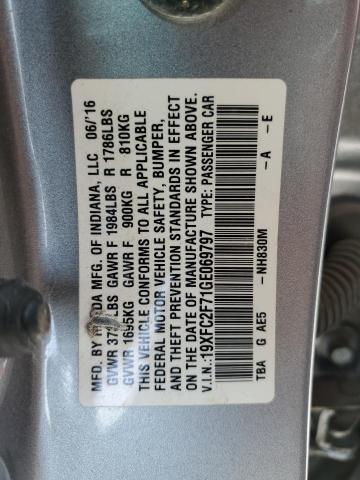 MFD. BY HONDA MFG. OF INDIANA, LLC 06/'16
GVWR LBS GAWR F 1984LBS R 1786LBS
GVWR 1695KG GAWR F 900KG R 810KG
THIS VEHICLE CONFORMS TO ALL APPLICABLE
FEDERAL MOTOR VEHICLE SAFETY, BUMPER,
AND THEFT PREVENTION STANDARDS IN EFFECT
ON THE DATE OF MANUFACTURE SHOWN ABOVE.
V.I.N.:19XFC2F71GE069797 TYPE: PASSENGER CAR
TBA G AE5 -NH830M -A -E